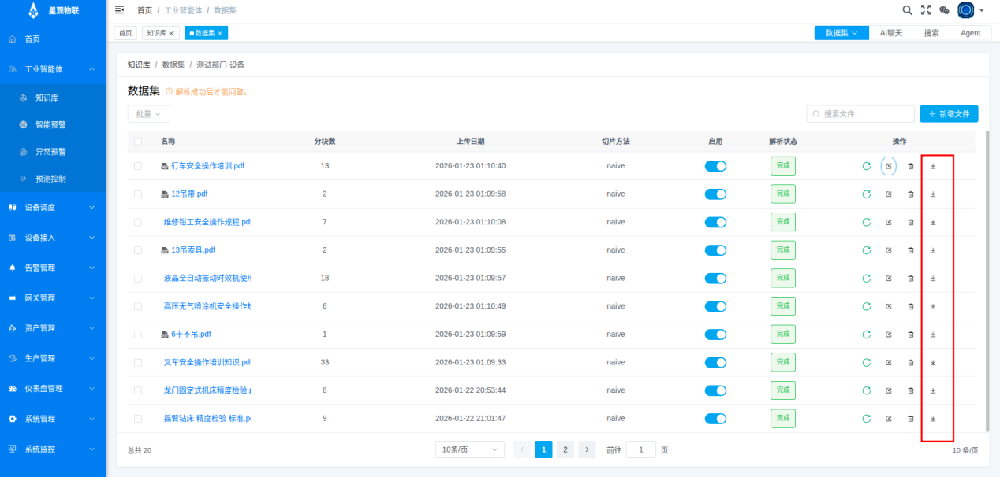 星观物联
首页 / 工业智能体 / 数据集
首页
知识库 ×
数据集 ×
数据集
AI聊天
搜索
Agent
首页
工业智能体
知识库
智能预警
异常预警
预测控制
设备调度
设备接入
告警管理
网关管理
资产管理
生产管理
仪表盘管理
系统管理
系统监控
知识库 / 数据集 / 测试部门-设备
数据集 解析成功后才能问答。
批量
搜索文件
+ 新增文件
名称 分块数 上传日期 切片方法 启用 解析状态 操作
行车安全操作培训.pdf 13 2026-01-23 01:10:40 naive 完成
12吊带.pdf 2 2026-01-23 01:09:58 naive 完成
维修钳工安全操作规程.pd 7 2026-01-23 01:10:08 naive 完成
13吊索具.pdf 2 2026-01-23 01:09:55 naive 完成
液晶全自动振动时效机使用 18 2026-01-23 01:09:57 naive 完成
高压无气喷涂机安全操作 6 2026-01-23 01:10:49 naive 完成
6十不吊.pdf 1 2026-01-23 01:09:59 naive 完成
叉车安全操作培训知识.pd 33 2026-01-23 01:09:33 naive 完成
龙门固定式机床精度检验.p 8 2026-01-22 20:53:44 naive 完成
摇臂钻床 精度检验 标准.p 9 2026-01-22 21:01:47 naive 完成
总共 20
10条/页
1 2
前往 1 页
10 条/页